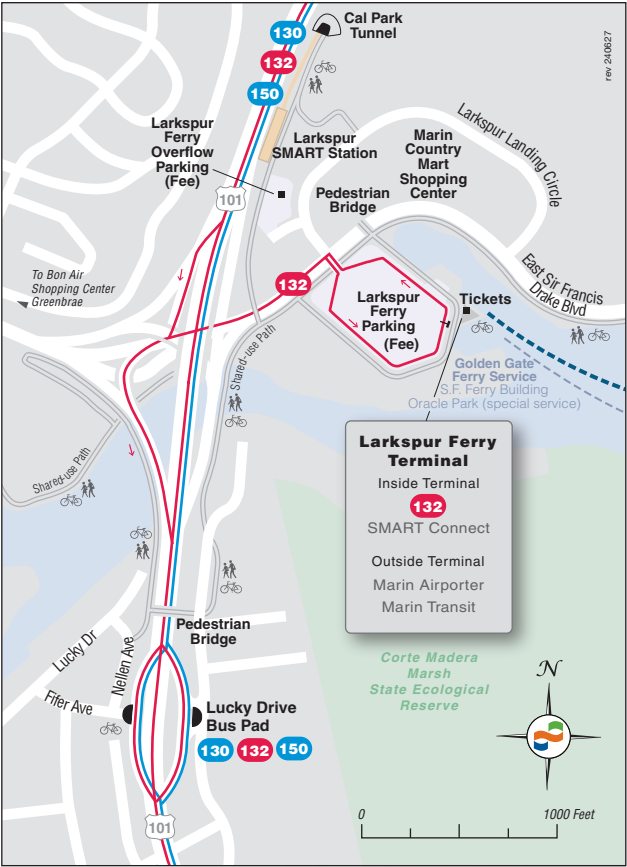 Cal Park
Tunnel
rev 240627
130
132
150
Larkspur
Ferry
Overflow
Parking
(Fee)
Larkspur
SMART Station
Marin
Country
Mart
Shopping
Center
Larkspur Landing Circle
Pedestrian
Bridge
101
To Bon Air
Shopping Center
Greenbrae
132
Larkspur
Ferry
Parking
(Fee)
Tickets
East Sir Francis
Drake Blvd
Shared-use Path
Golden Gate
Ferry Service
S.F. Ferry Building
Oracle Park (special service)
Larkspur Ferry
Terminal
Inside Terminal
132
SMART Connect
Outside Terminal
Marin Airporter
Marin Transit
Shared-use Path
Pedestrian
Bridge
Lucky Dr
Nellen Ave
Fifer Ave
Lucky Drive
Bus Pad
130 132 150
Corte Madera
Marsh
State Ecological
Reserve
N
101
0 1000 Feet